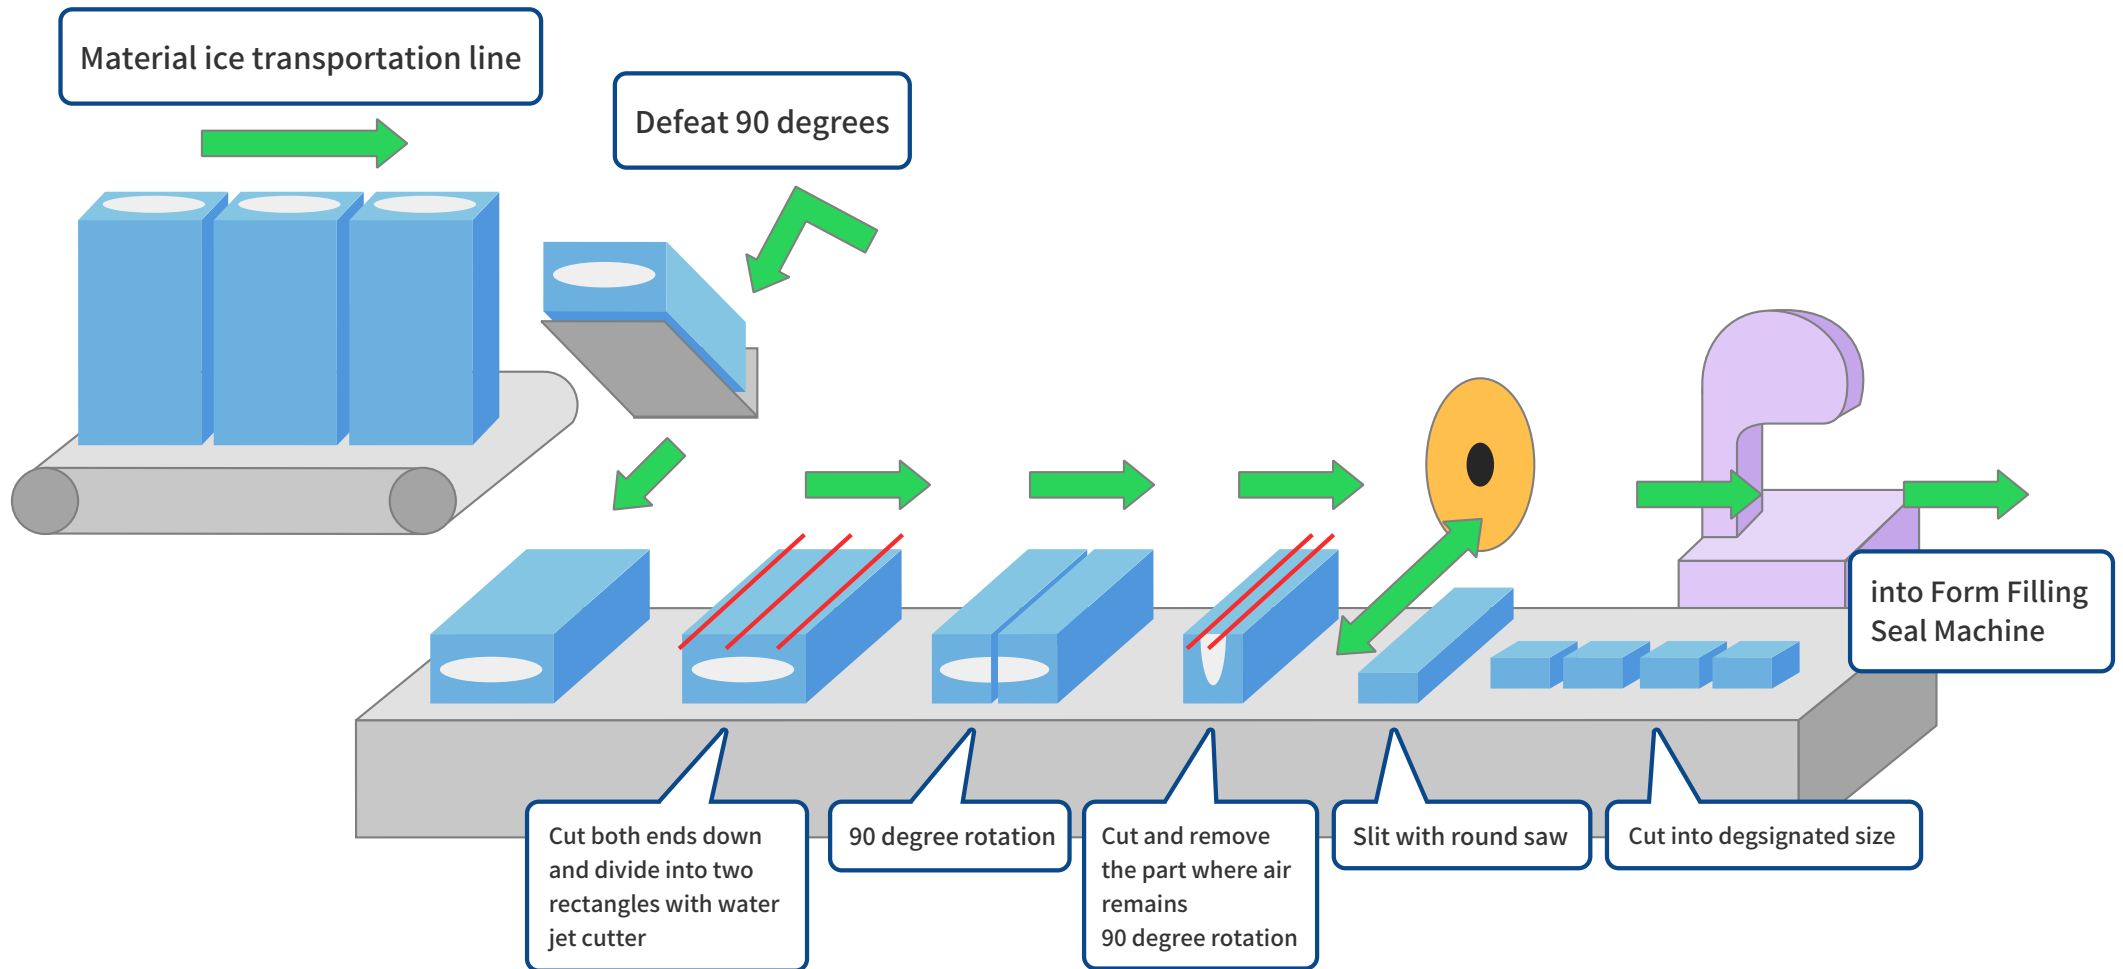 Material ice transportation line
Defeat 90 degrees
into Form Filling
Seal Machine
Cut both ends down
and divide into two
rectangles with water
jet cutter
90 degree rotation
Cut and remove
the part where air
remains
90 degree rotation
Slit with round saw
Cut into degsignated size